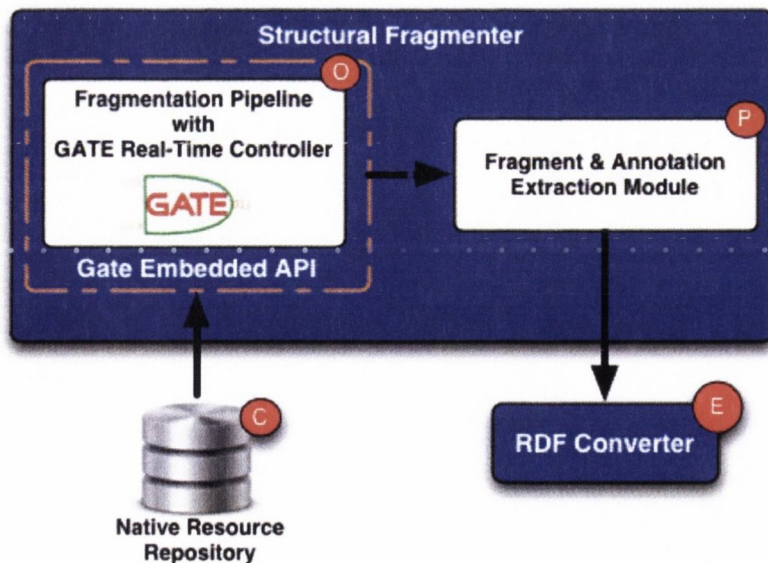 Structural Fragmenter
O
Fragmentation Pipeline
with
GATE Real-Time Controller
GATE
Gate Embedded API
P
Fragment & Annotation
Extraction Module
C
Native Resource
Repository
E
RDF Converter